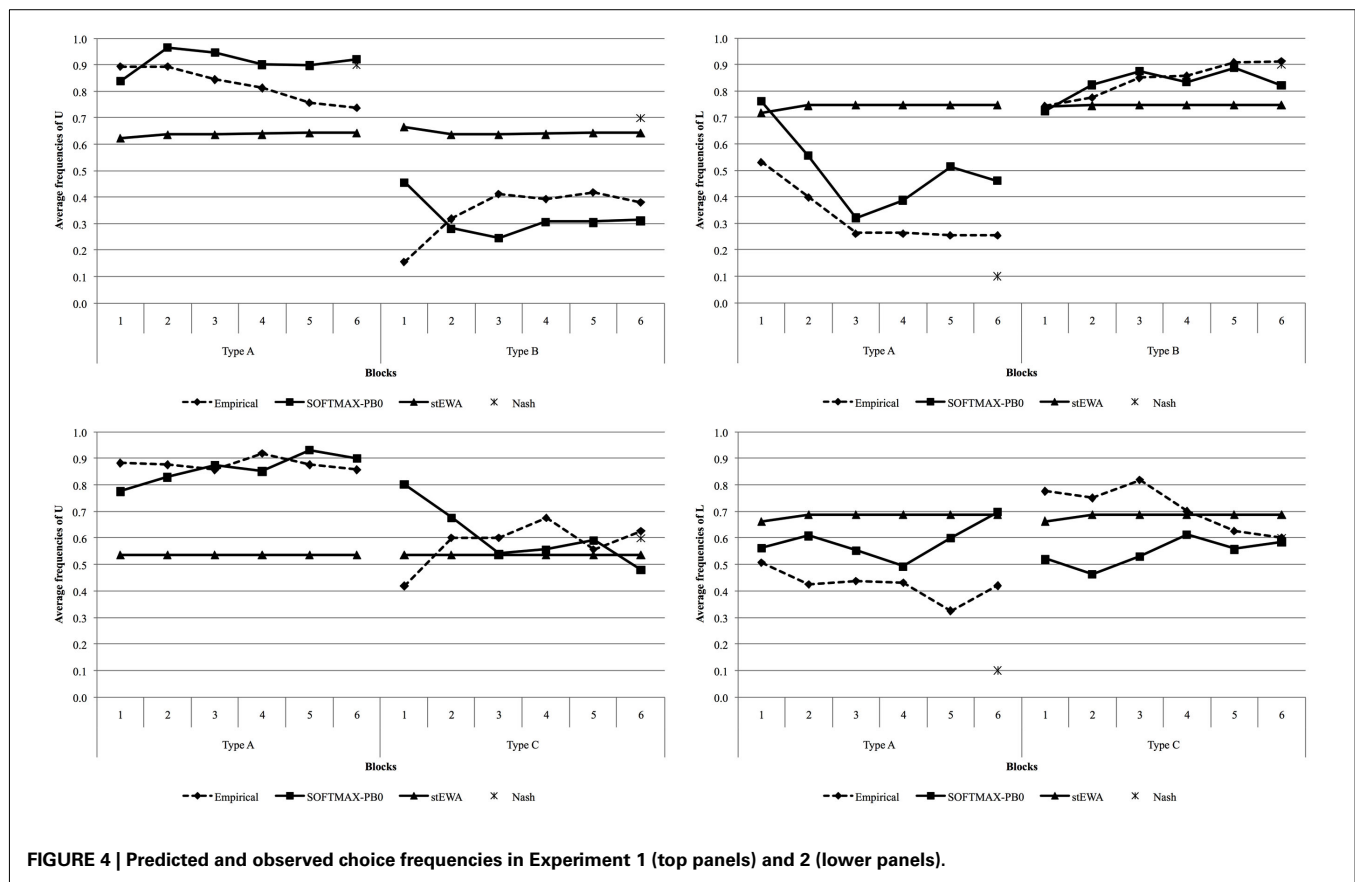 1.0
0.9
0.8
0.7
0.6
0.5
0.4
0.3
0.2
0.1
0.0
Average frequencies of U
1 2 3 4 5 6 1 2 3 4 5 6
Type A Type B
Blocks
Empirical SOFTMAX-PB0 stEWA Nash
1.0
0.9
0.8
0.7
0.6
0.5
0.4
0.3
0.2
0.1
0.0
Average frequencies of L
1 2 3 4 5 6 1 2 3 4 5 6
Type A Type B
Blocks
Empirical SOFTMAX-PB0 stEWA Nash
1.0
0.9
0.8
0.7
0.6
0.5
0.4
0.3
0.2
0.1
0.0
Average frequencies of U
1 2 3 4 5 6 1 2 3 4 5 6
Type A Type C
Blocks
Empirical SOFTMAX-PB0 stEWA Nash
1.0
0.9
0.8
0.7
0.6
0.5
0.4
0.3
0.2
0.1
0.0
Average frequencies of L
1 2 3 4 5 6 1 2 3 4 5 6
Type A Type C
Blocks
Empirical SOFTMAX-PB0 stEWA Nash
FIGURE 4 | Predicted and observed choice frequencies in Experiment 1 (top panels) and 2 (lower panels).